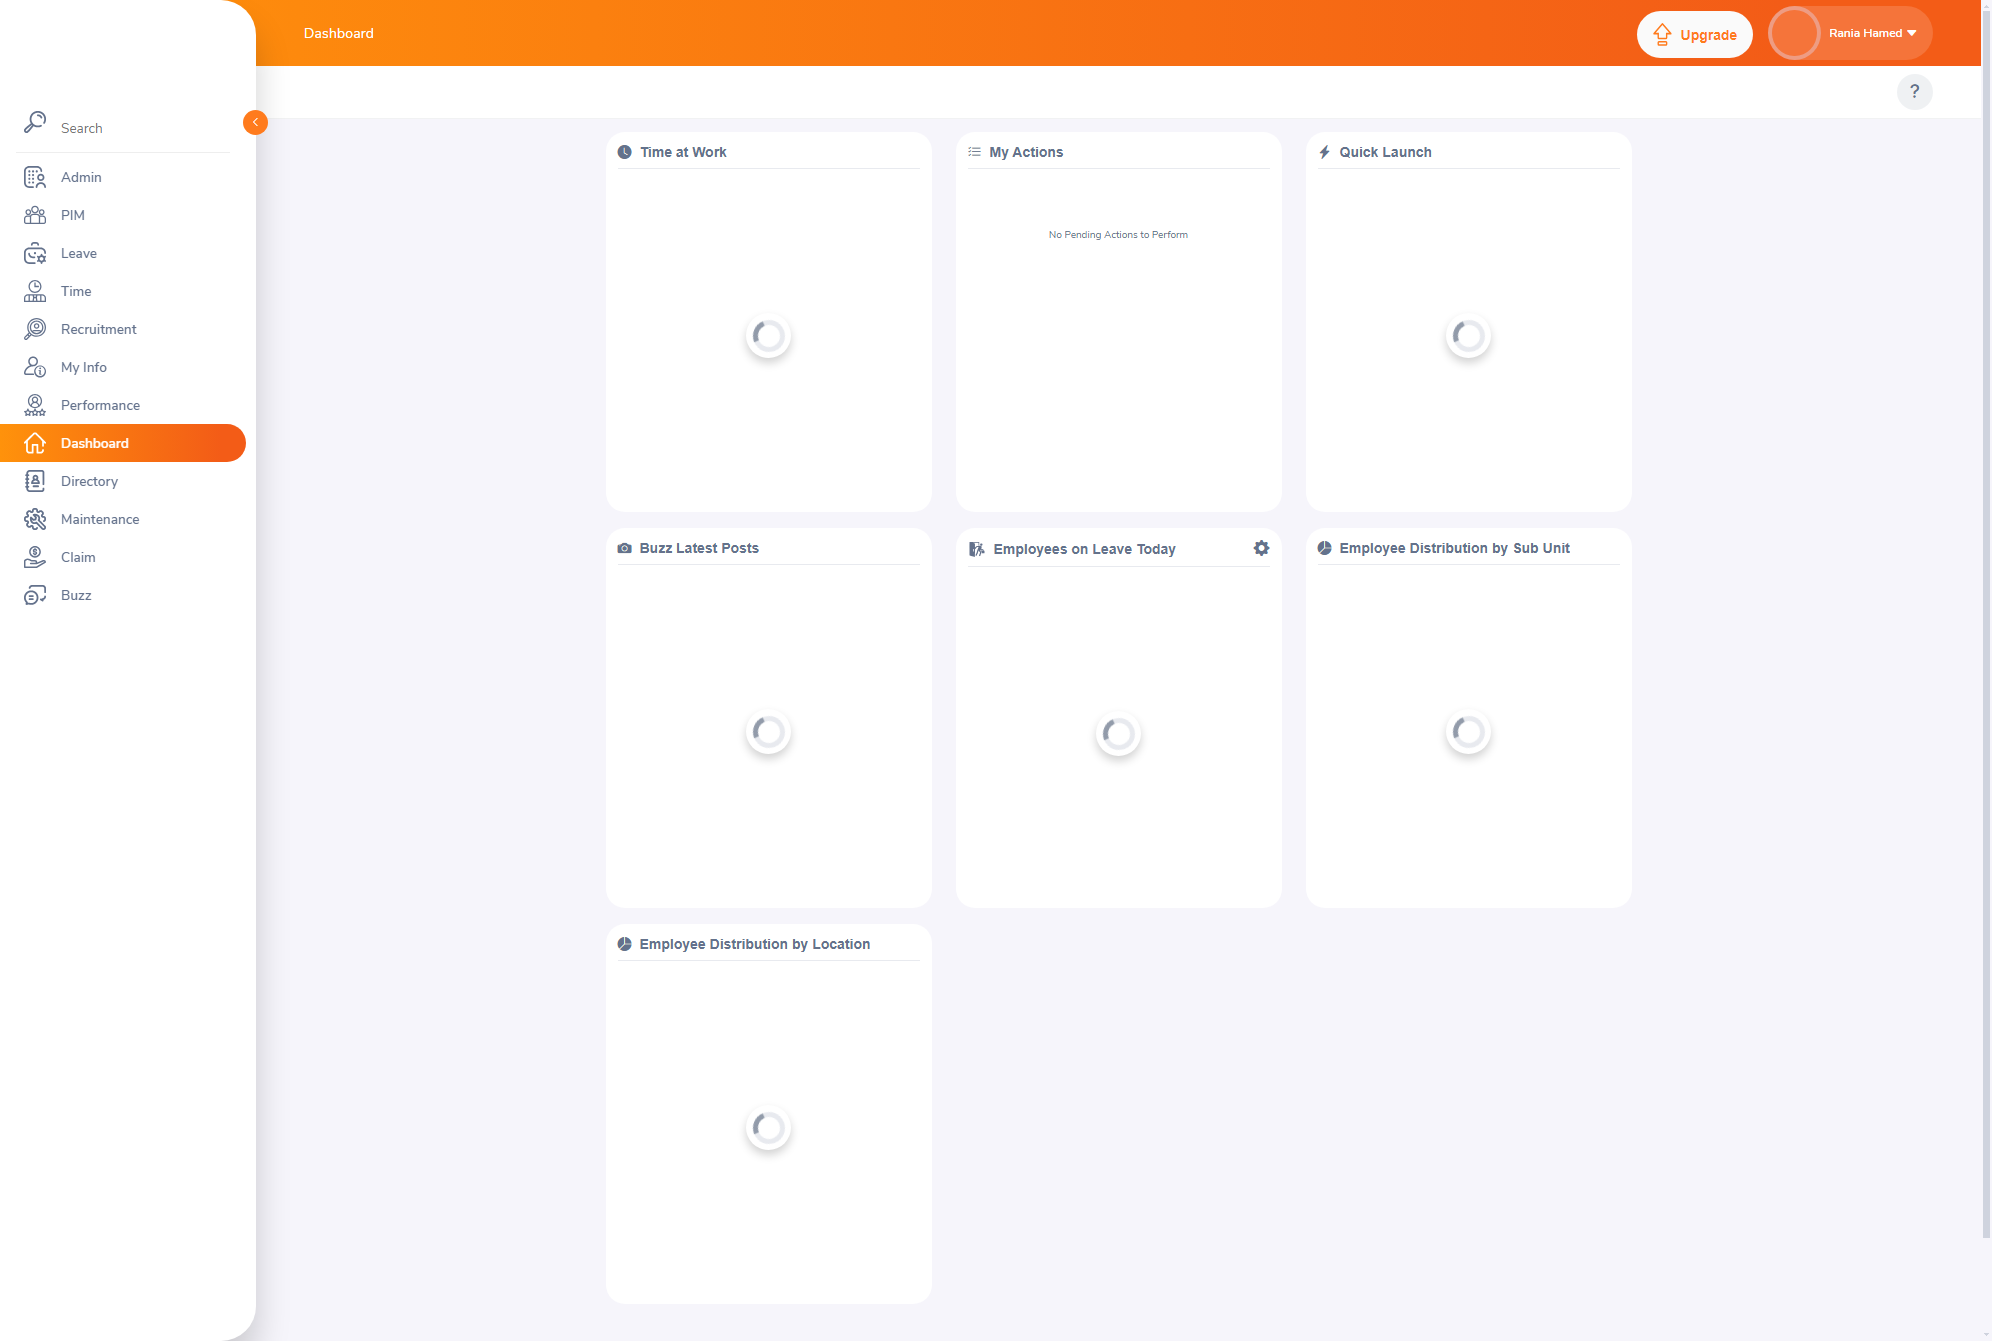 Dashboard
Upgrade
Rania Hamed
?
Search
Admin
PIM
Leave
Time
Recruitment
My Info
Performance
Dashboard
Directory
Maintenance
Claim
Buzz
Time at Work
My Actions
No Pending Actions to Perform
Quick Launch
Buzz Latest Posts
Employees on Leave Today
Employee Distribution by Sub Unit
Employee Distribution by Location